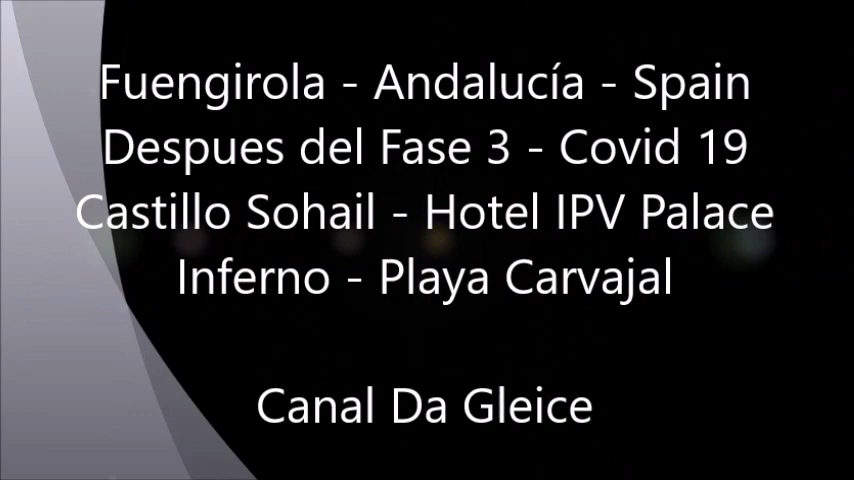 Fuengirola - Andalucía - Spain
Despues del Fase 3 - Covid 19
Castillo Sohail - Hotel IPV Palace
Inferno - Playa Carvajal
Canal Da Gleice